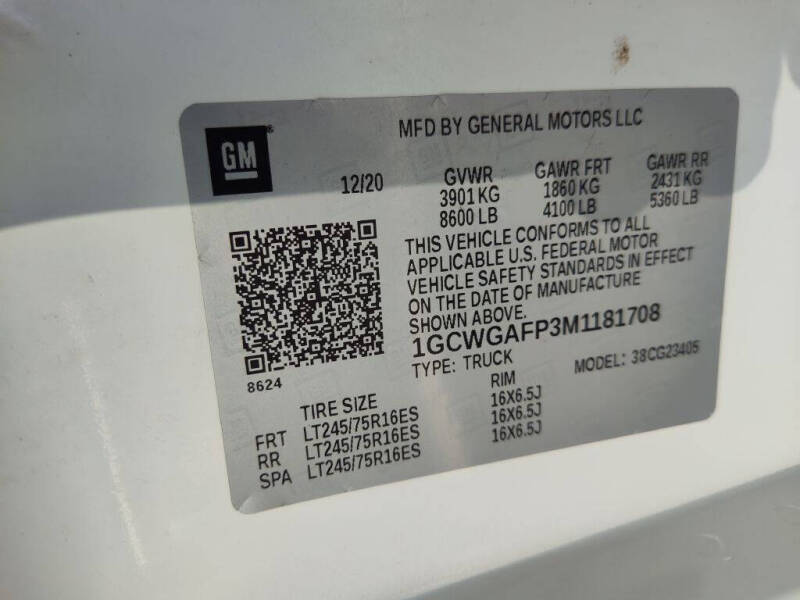 GM
MFD BY GENERAL MOTORS LLC
12/20
GVWR GAWR FRT GAWR RR
3901 KG 1860 KG 2431 KG
8600 LB 4100 LB 5360 LB
THIS VEHICLE CONFORMS TO ALL
APPLICABLE U.S. FEDERAL MOTOR
VEHICLE SAFETY STANDARDS IN EFFECT
ON THE DATE OF MANUFACTURE
SHOWN ABOVE.
1GCWGAFP3M1181708
TYPE: TRUCK MODEL: 38CG23405
8624
TIRE SIZE RIM
FRT LT245/75R16ES 16X6.5J
RR LT245/75R16ES 16X6.5J
SPA LT245/75R16ES 16X6.5J